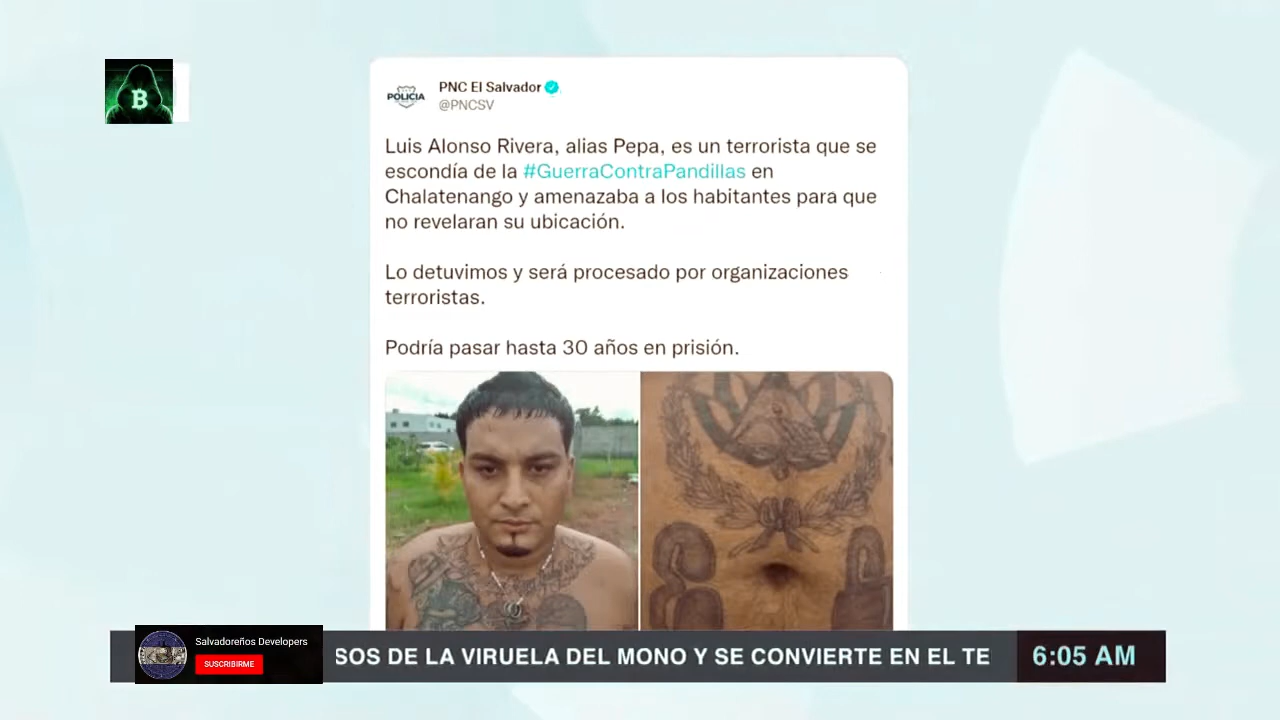 PNC El Salvador
POLICIA
@PNCSV
Luis Alonso Rivera, alias Pepa, es un terrorista que se
escondía de la #GuerraContraPandillas en
Chalatenango y amenazaba a los habitantes para que
no revelaran su ubicación.
Lo detuvimos y será procesado por organizaciones
terroristas.
Podría pasar hasta 30 años en prisión.
Salvadoreños Developers
SUSCRIBIRME
SOS DE LA VIRUELA DEL MONO Y SE CONVIERTE EN EL TE
6:05 AM